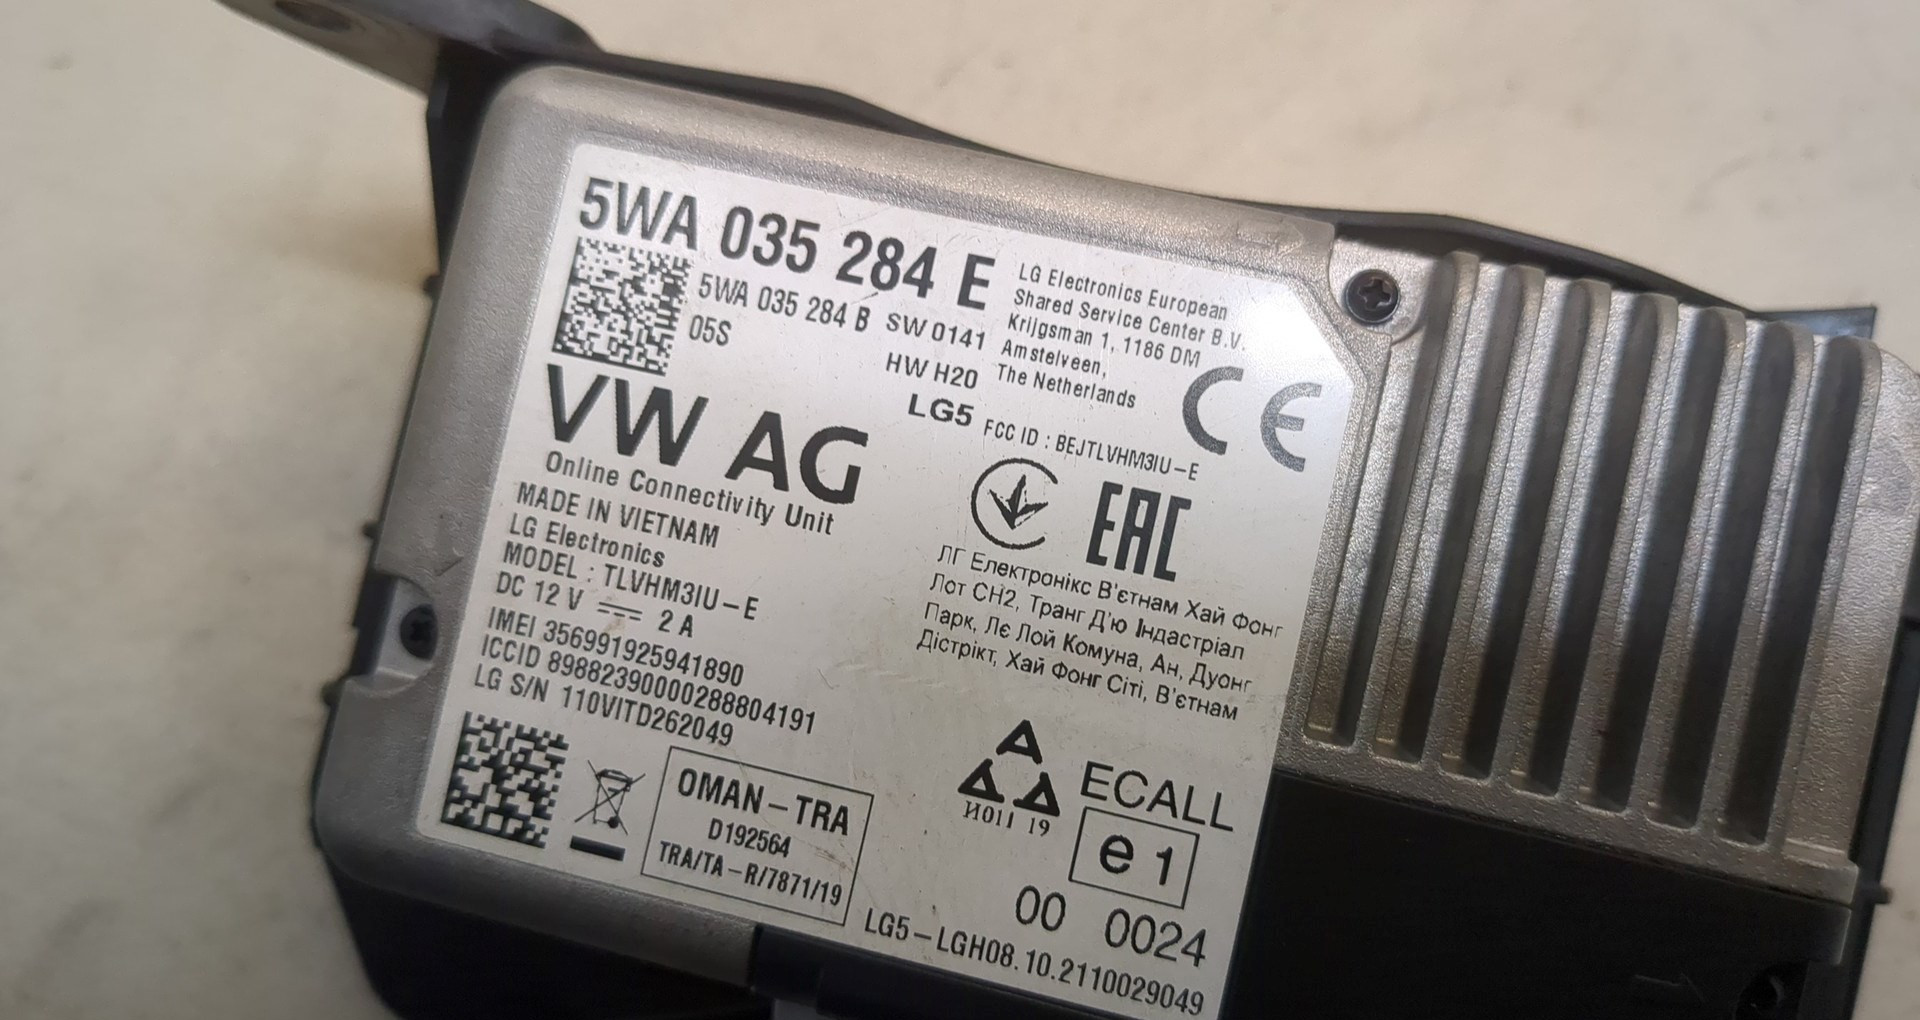 5WA 035 284 E
5WA 035 284 B SW 0141
05S
HW H20
LG5
LG Electronics European
Shared Service Center B.V.
Krijgsman 1, 1186 DM
Amstelveen,
The Netherlands
CE
FCC ID : BEJTLVHM3IU-E
VW AG
Online Connectivity Unit
MADE IN VIETNAM
LG Electronics
MODEL : TLVHM3IU-E
DC 12 V 2 A
IMEI 356991925941890
ICCID 89882390000288804191
LG S/N 110VITD262049
EAC
ЛГ Електронікс В'єтнам Хай Фонг
Лот CH2, Транг Д'ю Індастріал
Парк, Лє Лой Комуна, Ан, Дуонг
Дістрікт, Хай Фонг Сіті, В'єтнам
OMAN-TRA
D192564
TRA/TA-R/7871/19
И011 19
ECALL
e 1
00 0024
LG5-LGH08.10.2110029049